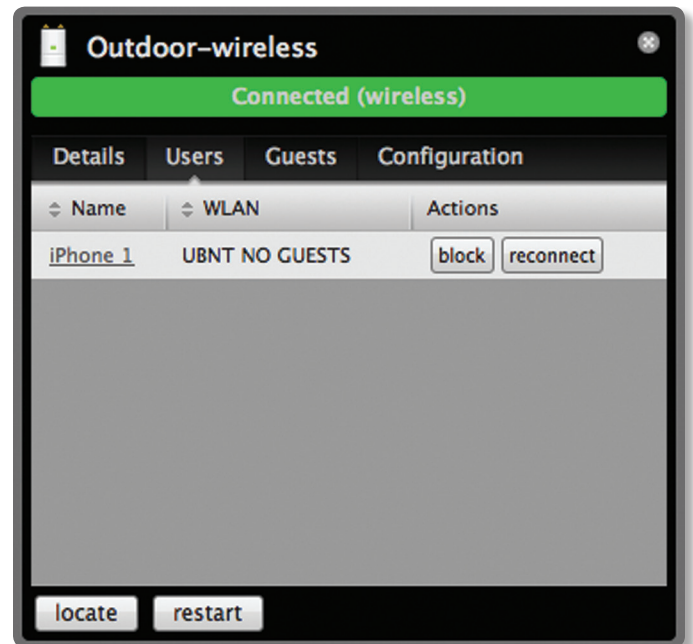 Outdoor-wireless
Connected (wireless)
Details Users Guests Configuration
Name WLAN Actions
iPhone 1 UBNT NO GUESTS block reconnect
locate restart